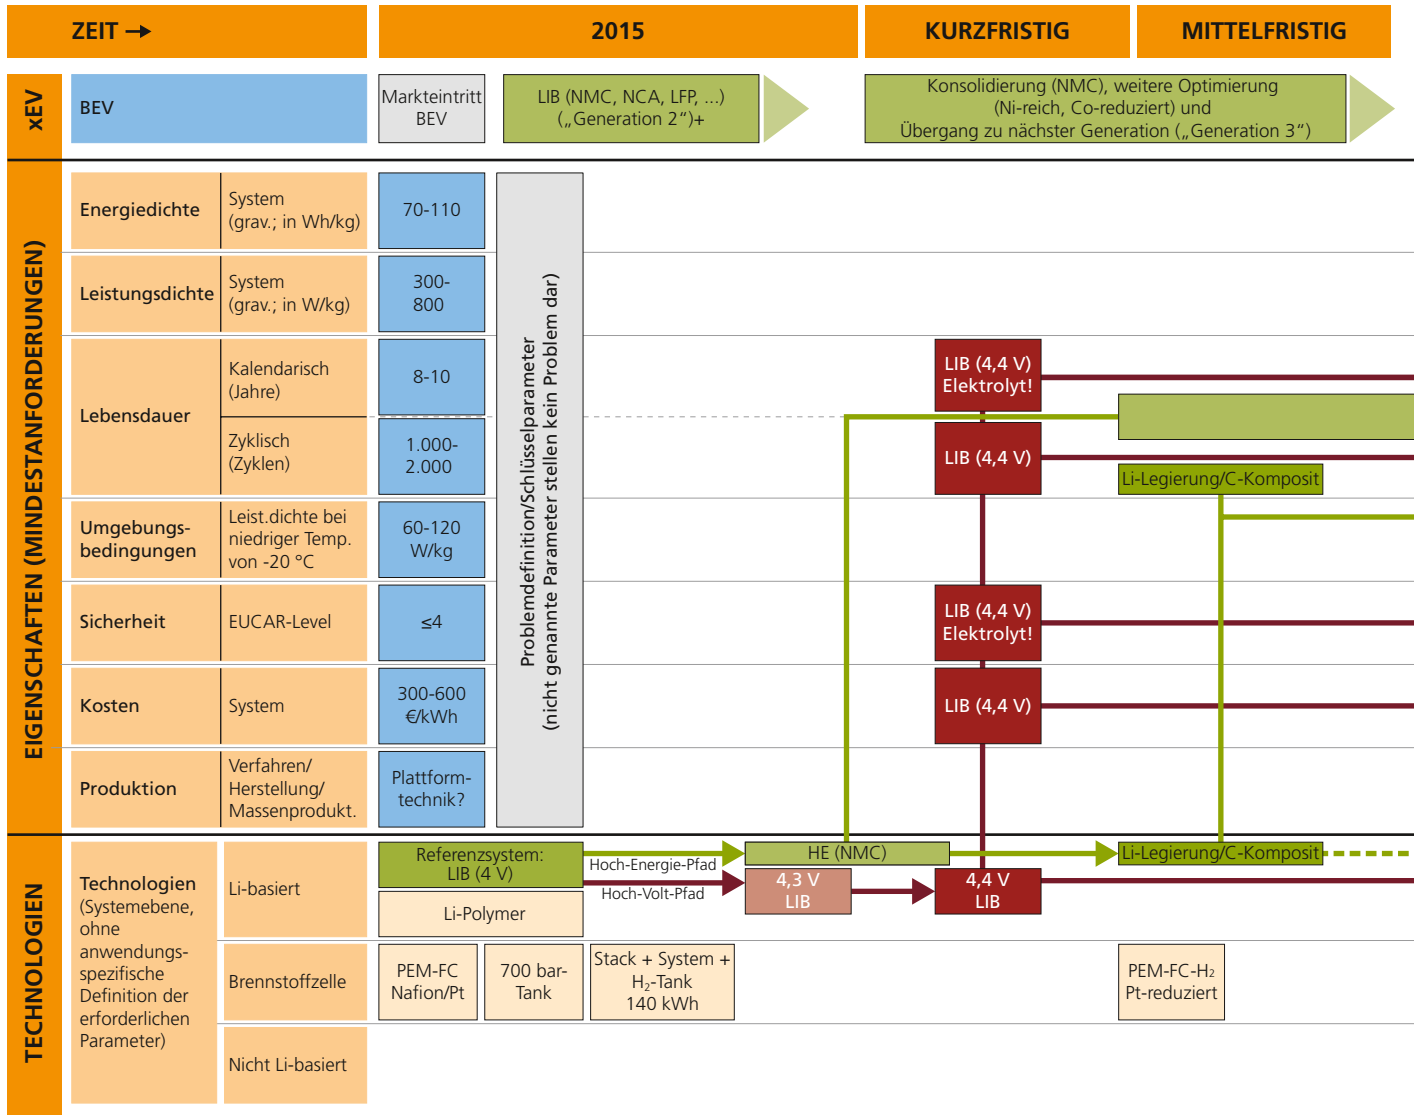 ZEIT →
2015
KURZFRISTIG
MITTELFRISTIG
xEV
BEV
Markteintritt
BEV
LIB (NMC, NCA, LFP, ...)
(„Generation 2“)+
Konsolidierung (NMC), weitere Optimierung
(Ni-reich, Co-reduziert) und
Übergang zu nächster Generation („Generation 3“)
EIGENSCHAFTEN (MINDESTANFORDERUNGEN)
Energiedichte
System
(grav.; in Wh/kg)
70-110
Problemdefinition/Schlüsselparameter
(nicht genannte Parameter stellen kein Problem dar)
Leistungsdichte
System
(grav.; in W/kg)
300-
800
Lebensdauer
Kalendarisch
(Jahre)
8-10
LIB (4,4 V)
Elektrolyt!
Zyklisch
(Zyklen)
1.000-
2.000
LIB (4,4 V)
Li-Legierung/C-Komposit
Umgebungs-
bedingungen
Leist.dichte bei
niedriger Temp.
von -20 °C
60-120
W/kg
Sicherheit
EUCAR-Level
≤4
LIB (4,4 V)
Elektrolyt!
Kosten
System
300-600
€/kWh
LIB (4,4 V)
Produktion
Verfahren/
Herstellung/
Massenprodukt.
Plattform-
technik?
TECHNOLOGIEN
Technologien
(Systemebene,
ohne
anwendungs-
spezifische
Definition der
erforderlichen
Parameter)
Li-basiert
Referenzsystem:
LIB (4 V)
Hoch-Energie-Pfad
Hoch-Volt-Pfad
HE (NMC)
4,3 V
LIB
4,4 V
LIB
Li-Legierung/C-Komposit
Li-Polymer
Brennstoffzelle
PEM-FC
Nafion/Pt
700 bar-
Tank
Stack + System +
H₂-Tank
140 kWh
PEM-FC-H₂
Pt-reduziert
Nicht Li-basiert